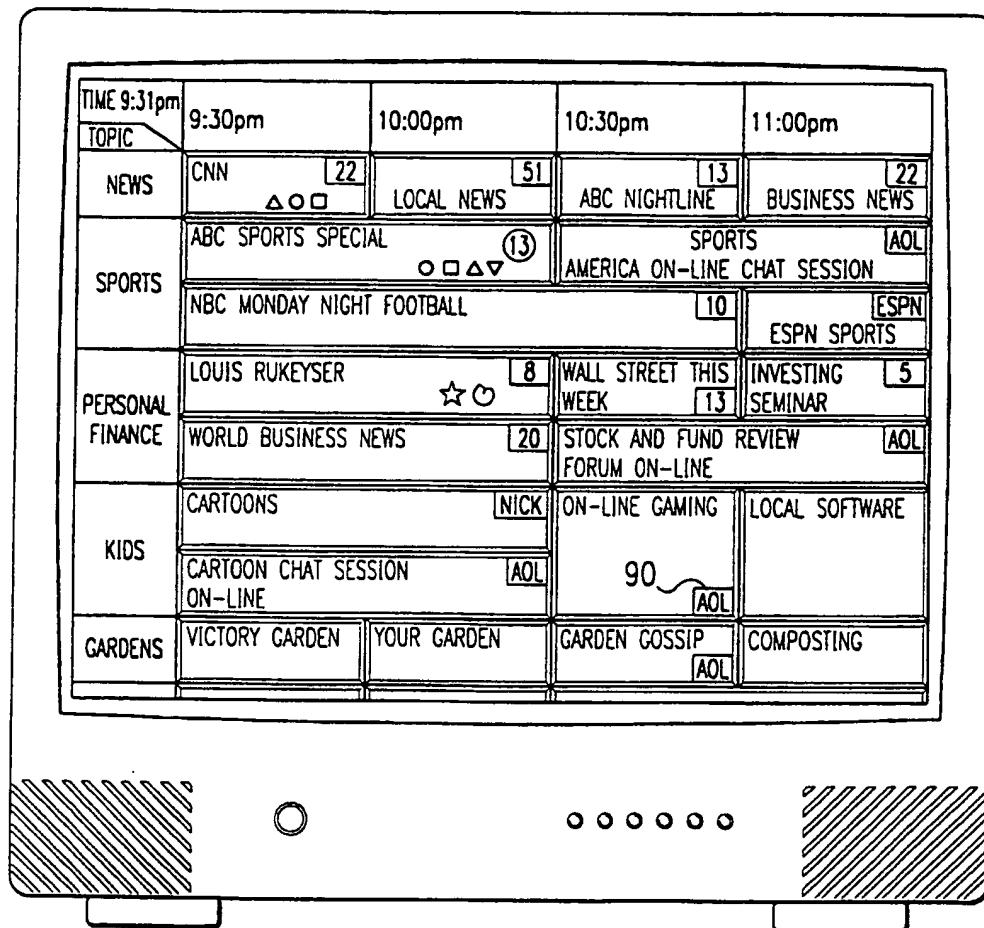 TIME 9:31pm
TOPIC
9:30pm
10:00pm
10:30pm
11:00pm
NEWS
CNN
22
LOCAL NEWS
51
ABC NIGHTLINE
13
BUSINESS NEWS
22
SPORTS
ABC SPORTS SPECIAL
13
SPORTS
AOL
AMERICA ON-LINE CHAT SESSION
NBC MONDAY NIGHT FOOTBALL
10
ESPN
ESPN SPORTS
PERSONAL
FINANCE
LOUIS RUKEYSER
8
WALL STREET THIS
WEEK
13
INVESTING
5
SEMINAR
WORLD BUSINESS NEWS
20
STOCK AND FUND REVIEW
AOL
FORUM ON-LINE
KIDS
CARTOONS
NICK
CARTOON CHAT SESSION
AOL
ON-LINE
ON-LINE GAMING
90
AOL
LOCAL SOFTWARE
GARDENS
VICTORY GARDEN
YOUR GARDEN
GARDEN GOSSIP
AOL
COMPOSTING